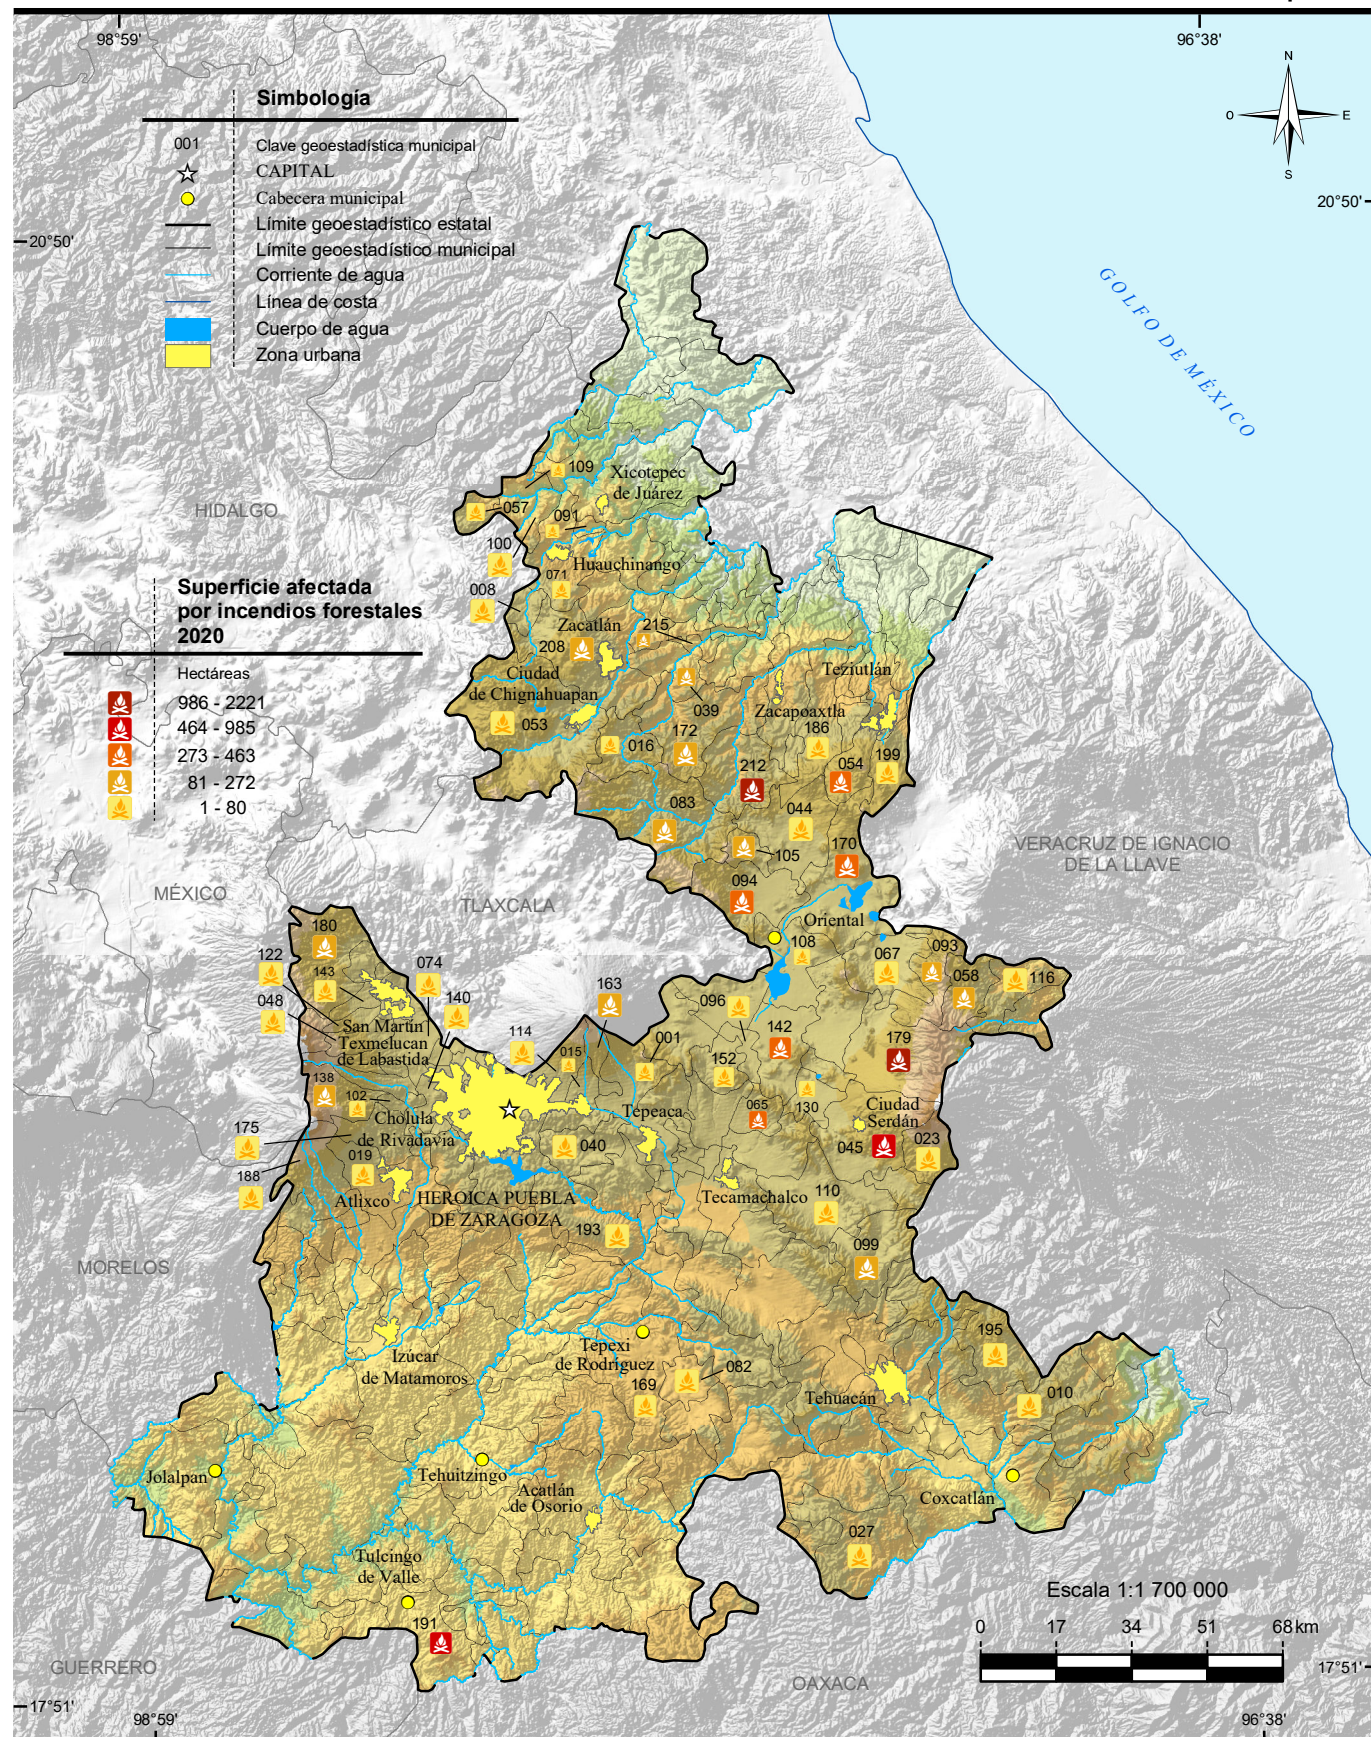 98°59'
96°38'
N
O
E
S
Simbología
001
Clave geoestadística municipal
CAPITAL
Cabecera municipal
Límite geoestadístico estatal
Límite geoestadístico municipal
Corriente de agua
Línea de costa
Cuerpo de agua
Zona urbana
20°50'
20°50'
GOLFO DE MÉXICO
109
Xicotepec
de Juárez
057
091
HIDALGO
100
Huauchinango
071
008
Superficie afectada
por incendios forestales
2020
Hectáreas
986 - 2221
464 - 985
273 - 463
81 - 272
1 - 80
Zacatlán
215
208
Ciudad
de Chignahuapan
Teziutlán
039
Zacapoaxtla
053
016
172
186
212
054
199
083
044
105
170
VERACRUZ DE IGNACIO
DE LA LLAVE
094
MÉXICO
TLAXCALA
Oriental
180
108
093
122
143
074
067
058
116
048
140
163
096
San Martín
Texmelucan
de Labastida
114
015
001
142
179
152
138
102
065
130
Cholula
de Rivadavia
Tepeaca
Ciudad
Serdán
175
019
040
045
023
188
Atlixco
HEROICA PUEBLA
DE ZARAGOZA
Tecamachalco
110
193
099
MORELOS
195
Izúcar
de Matamoros
Tepexi
de Rodríguez
082
169
Tehuacán
010
Jolalpan
Tehuitzingo
Acatlán
de Osorio
Coxcatlán
027
Tulcingo
de Valle
Escala 1:1 700 000
191
0
17
34
51
68 km
GUERRERO
OAXACA
17°51'
17°51'
98°59'
96°38'